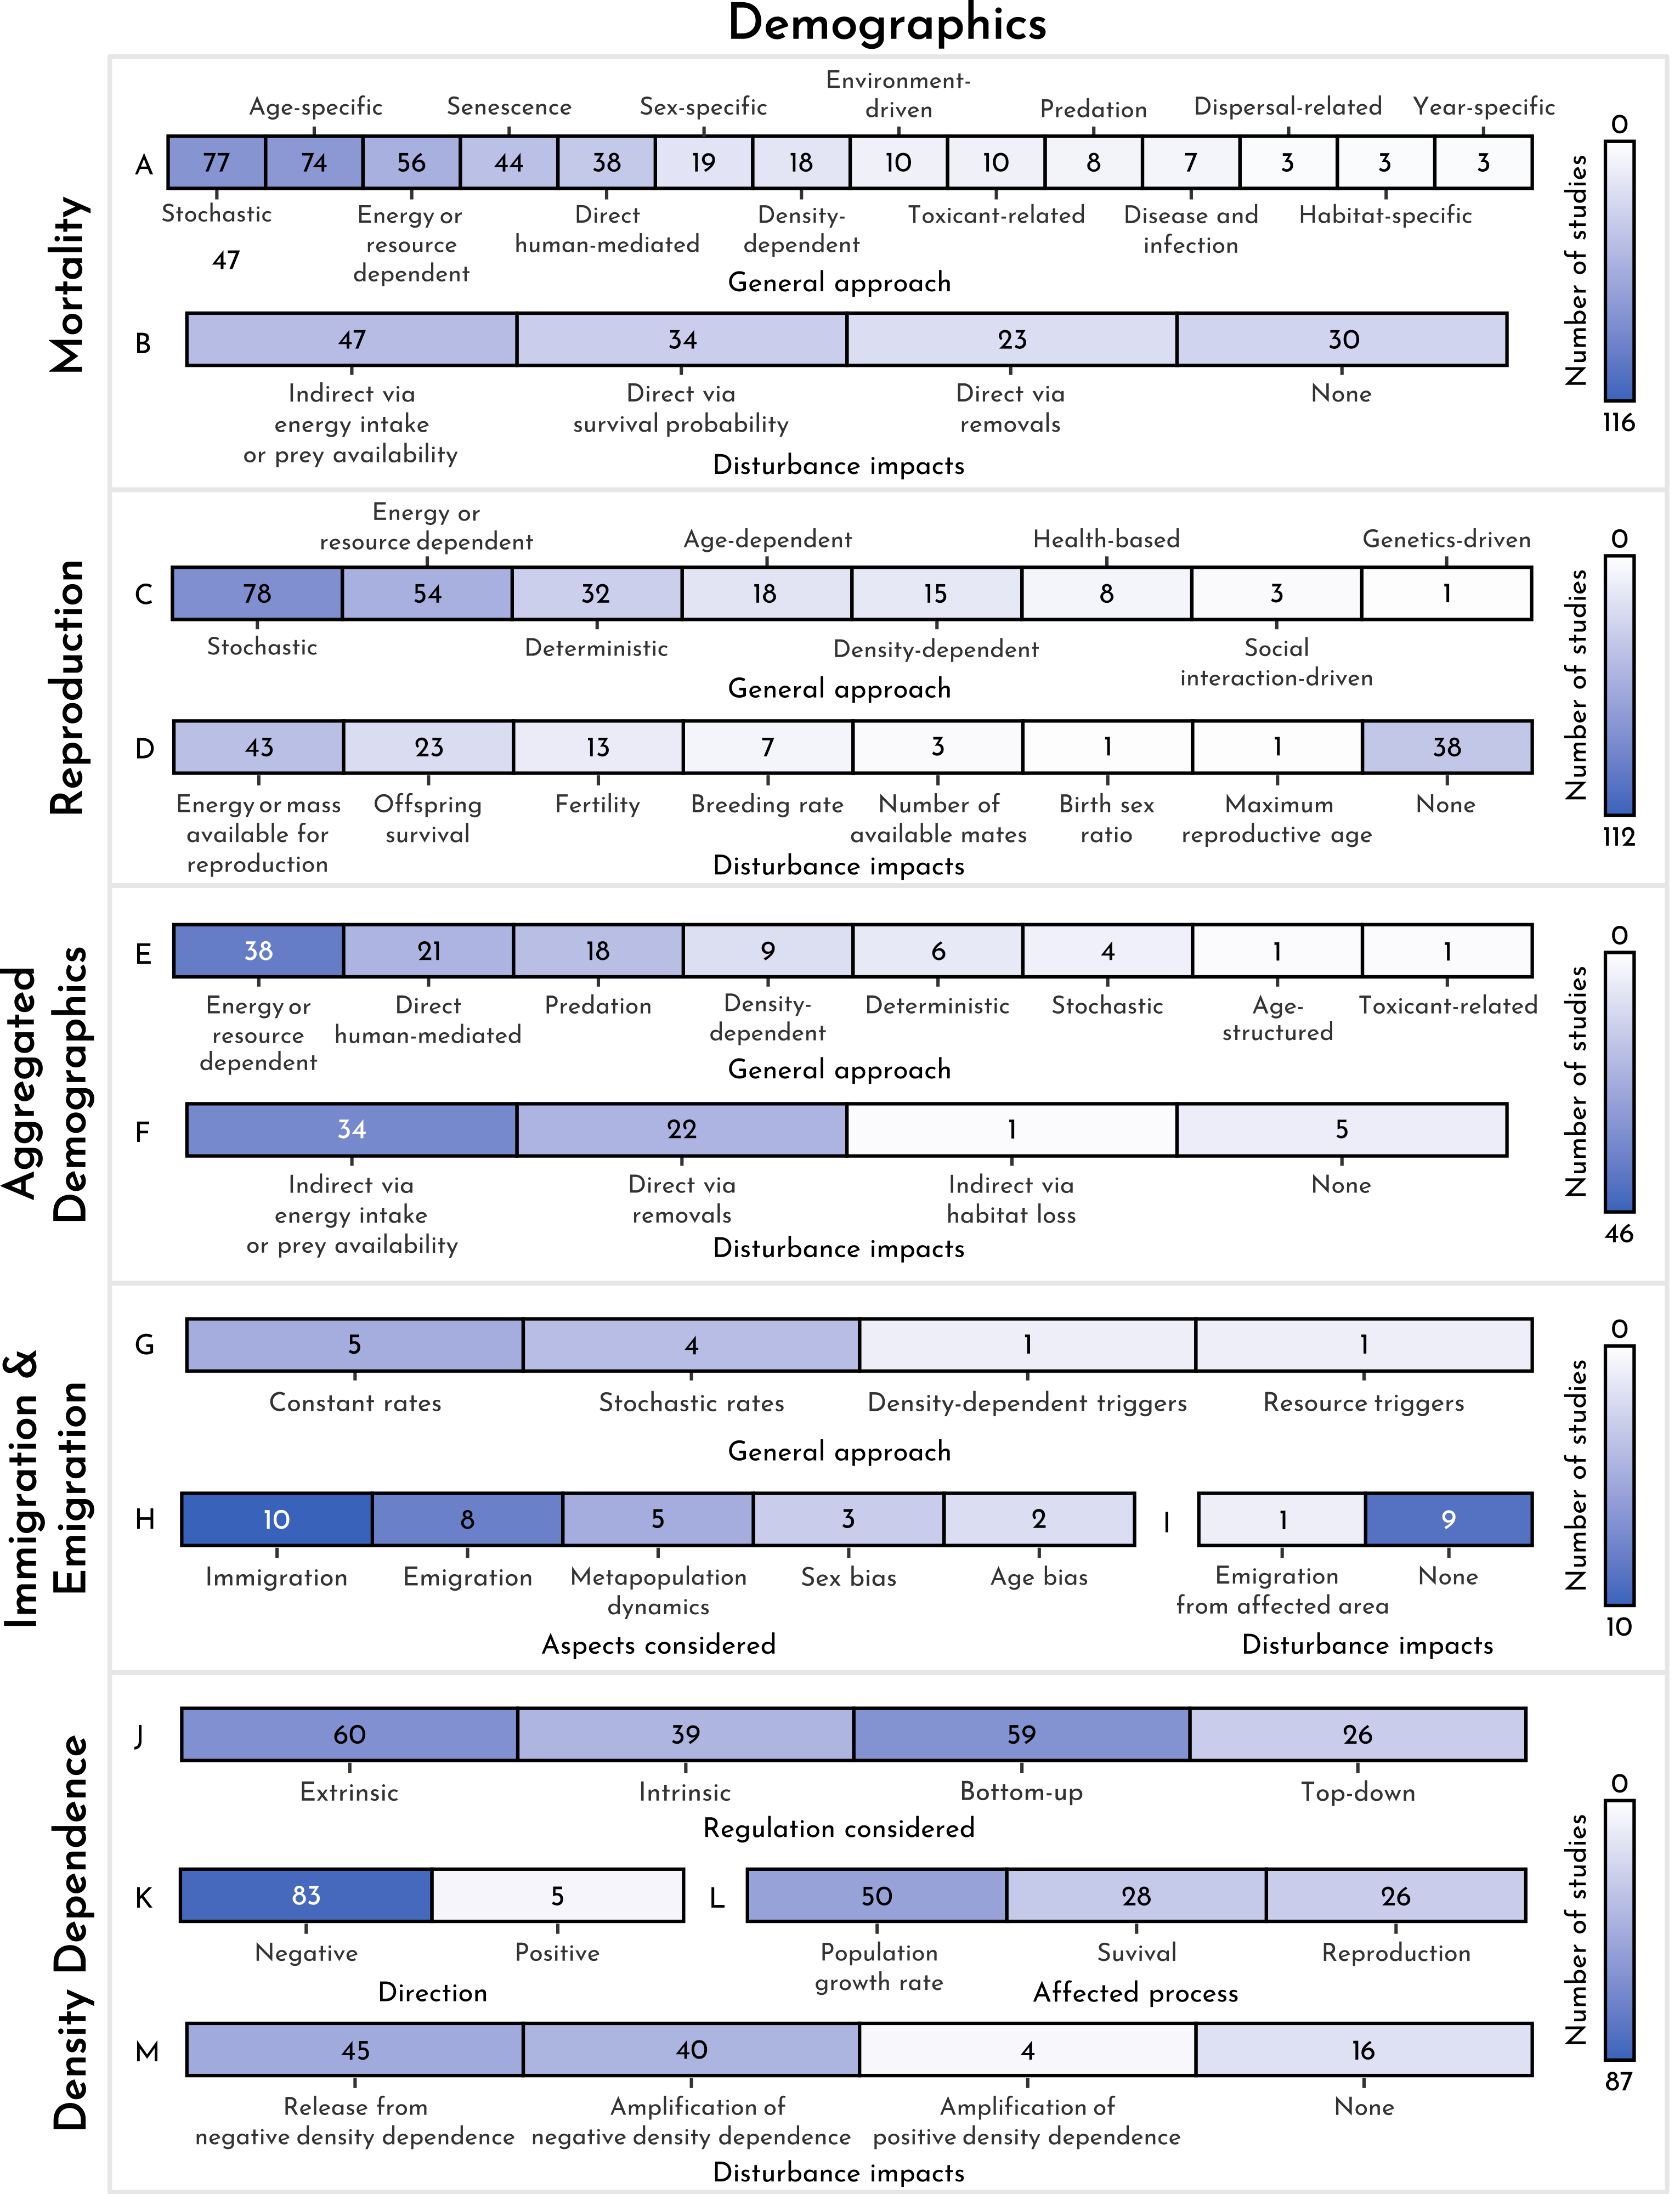 Demographics
Mortality
Environment-
Age-specific Senescence Sex-specific driven Predation Dispersal-related Year-specific
A 77 74 56 44 38 19 18 10 10 8 7 3 3 3
Stochastic Energy or Direct Density- Toxicant-related Disease and Habitat-specific
resource human-mediated dependent infection
47 dependent
General approach
B 47 34 23 30
Indirect via Direct via Direct via None
energy intake survival probability removals
or prey availability
Disturbance impacts
0
Number of studies
116
Reproduction
Energy or
resource dependent Age-dependent Health-based Genetics-driven
C 78 54 32 18 15 8 3 1
Stochastic Deterministic Density-dependent Social
interaction-driven
General approach
D 43 23 13 7 3 1 1 38
Energy or mass Offspring Fertility Breeding rate Number of Birth sex Maximum None
available for survival available mates ratio reproductive age
reproduction
Disturbance impacts
0
Number of studies
112
Aggregated
Demographics
E 38 21 18 9 6 4 1 1
Energy or Direct Predation Density- Deterministic Stochastic Age- Toxicant-related
resource human-mediated dependent structured
dependent
General approach
F 34 22 1 5
Indirect via Direct via Indirect via None
energy intake removals habitat loss
or prey availability
Disturbance impacts
0
Number of studies
46
Immigration &
Emigration
G 5 4 1 1
Constant rates Stochastic rates Density-dependent triggers Resource triggers
General approach
H 10 8 5 3 2
Immigration Emigration Metapopulation Sex bias Age bias
dynamics
Aspects considered
I 1 9
Emigration None
from affected area
Disturbance impacts
0
Number of studies
10
Density Dependence
J 60 39 59 26
Extrinsic Intrinsic Bottom-up Top-down
Regulation considered
K 83 5
Negative Positive
Direction
L 50 28 26
Population Suvival Reproduction
growth rate
Affected process
M 45 40 4 16
Release from Amplification of Amplification of None
negative density dependence negative density dependence positive density dependence
Disturbance impacts
0
Number of studies
87